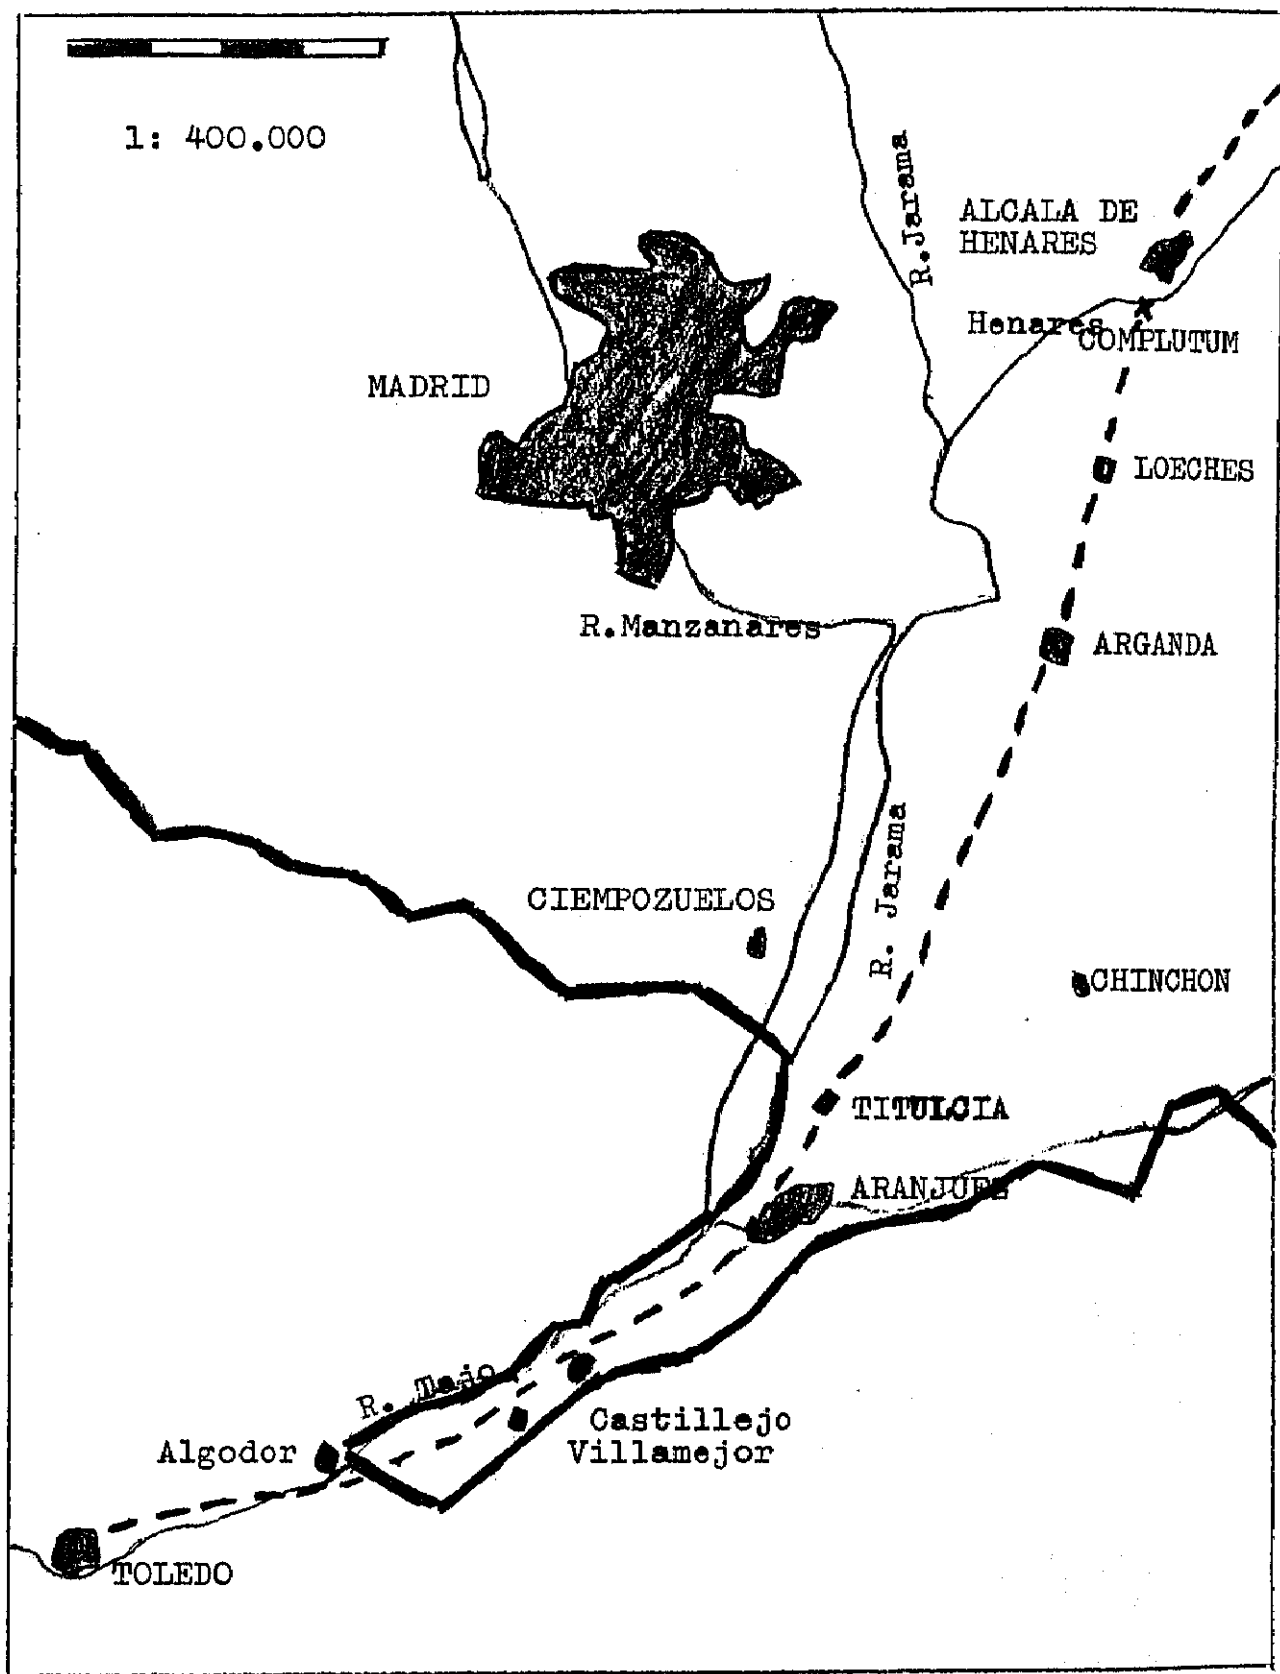 1: 400.000
R. Jarama
ALCALA DE
HENARES
Henares
COMPLUTUM
MADRID
LOECHES
R. Manzanares
ARGANDA
R. Jarama
CIEMPOZUELOS
CHINCHON
TITULCIA
ARANJUEZ
R. Tajo
Castillejo
Algodor
Villamejor
TOLEDO